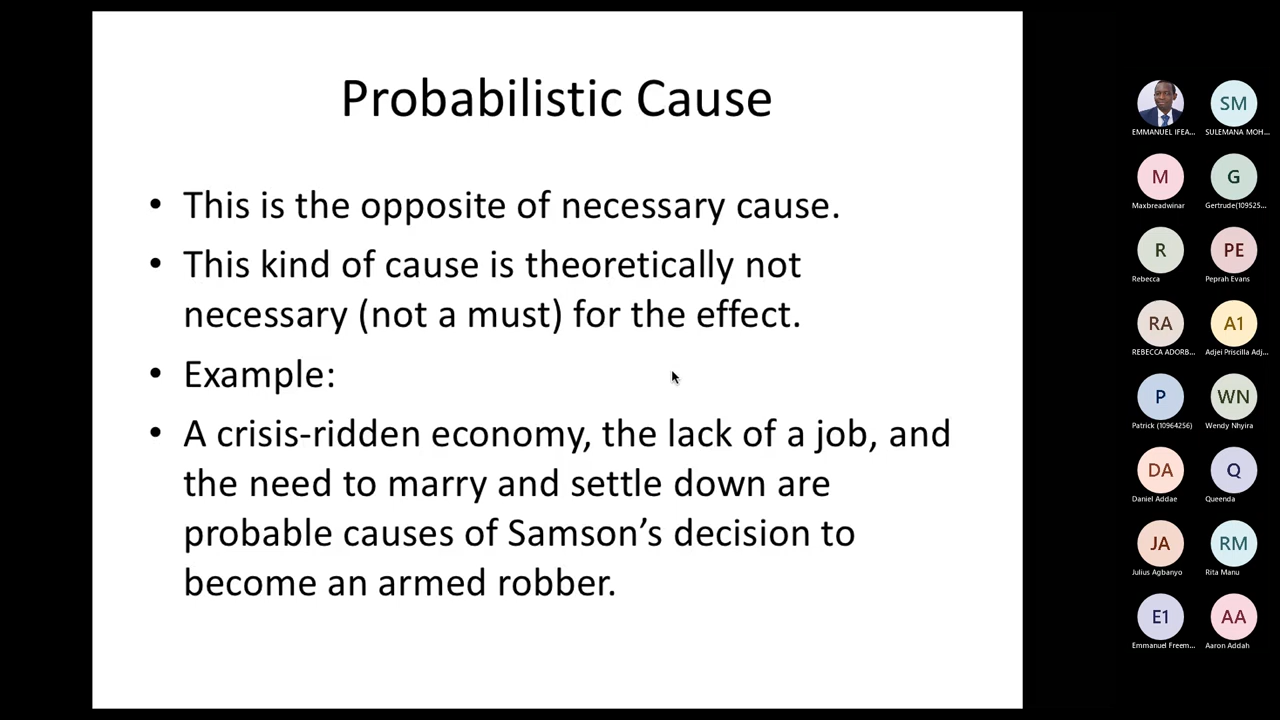 Probabilistic Cause
• This is the opposite of necessary cause.
• This kind of cause is theoretically not
necessary (not a must) for the effect.
• Example:
• A crisis-ridden economy, the lack of a job, and
the need to marry and settle down are
probable causes of Samson’s decision to
become an armed robber.
EMMANUEL IFEA...
SM
SULEMANA MOH...
M
Maxbreadwinar
G
Gertrude(109525...
R
Rebecca
PE
Peprah Evans
RA
REBECCA ADORB...
A1
Adjei Priscilla Adj...
P
Patrick (10964256)
WN
Wendy Nhyira
DA
Daniel Addae
Q
Queenda
JA
Julius Agbanyo
RM
Rita Manu
E1
Emmanuel Freem...
AA
Aaron Addah